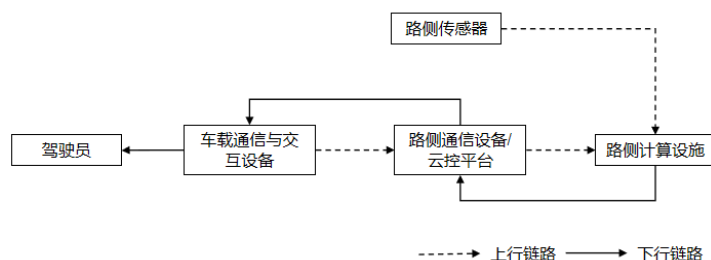 路侧传感器
驾驶员
车载通信与交
互设备
路侧通信设备/
云控平台
路侧计算设施
上行链路
下行链路